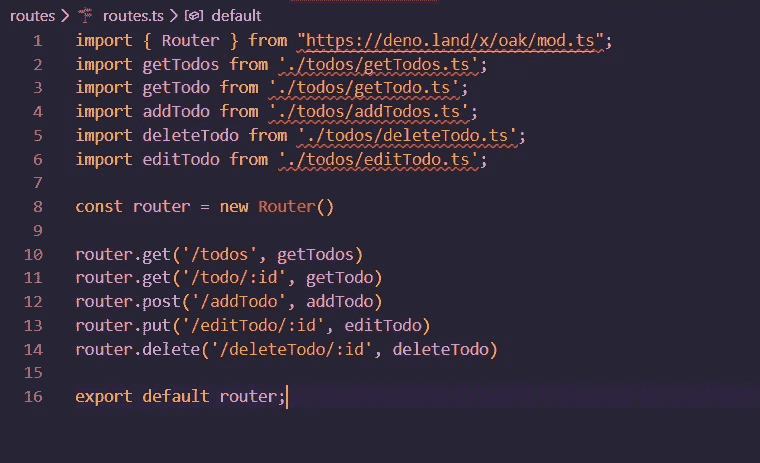 routes > routes.ts > default
1 import { Router } from "https://deno.land/x/oak/mod.ts";
2 import getTodos from './todos/getTodos.ts';
3 import getTodo from './todos/getTodo.ts';
4 import addTodo from './todos/addTodos.ts';
5 import deleteTodo from './todos/deleteTodo.ts';
6 import editTodo from './todos/editTodo.ts';
7
8 const router = new Router()
9
10 router.get('/todos', getTodos)
11 router.get('/todo/:id', getTodo)
12 router.post('/addTodo', addTodo)
13 router.put('/editTodo/:id', editTodo)
14 router.delete('/deleteTodo/:id', deleteTodo)
15
16 export default router;